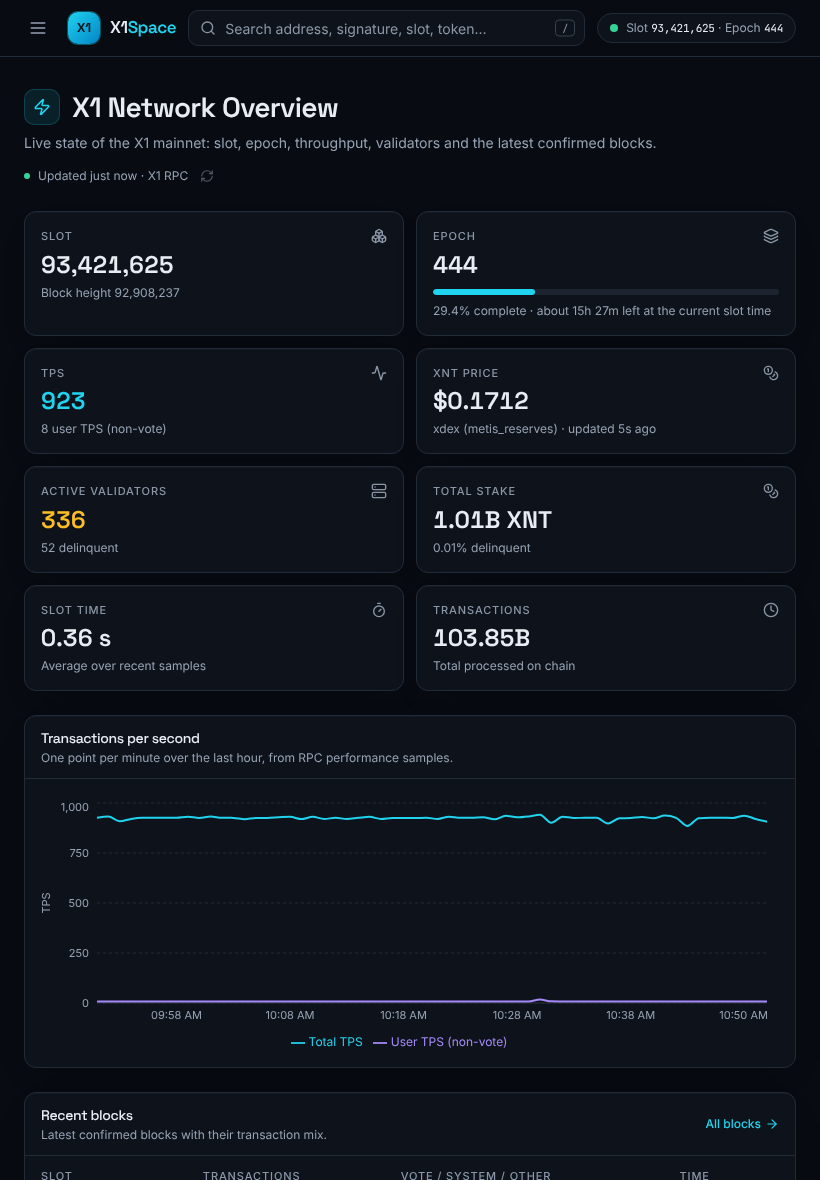 X1 X1Space Search address, signature, slot, token... / Slot 93,421,625 · Epoch 444
X1 Network Overview
Live state of the X1 mainnet: slot, epoch, throughput, validators and the latest confirmed blocks.
Updated just now · X1 RPC
SLOT
93,421,625
Block height 92,908,237
EPOCH
444
29.4% complete · about 15h 27m left at the current slot time
TPS
923
8 user TPS (non-vote)
XNT PRICE
$0.1712
xdex (metis_reserves) · updated 5s ago
ACTIVE VALIDATORS
336
52 delinquent
TOTAL STAKE
1.01B XNT
0.01% delinquent
SLOT TIME
0.36 s
Average over recent samples
TRANSACTIONS
103.85B
Total processed on chain
Transactions per second
One point per minute over the last hour, from RPC performance samples.
1,000
750
500
250
0
TPS
09:58 AM 10:08 AM 10:18 AM 10:28 AM 10:38 AM 10:50 AM
Total TPS User TPS (non-vote)
Recent blocks
Latest confirmed blocks with their transaction mix.
All blocks →
SLOT TRANSACTIONS VOTE / SYSTEM / OTHER TIME